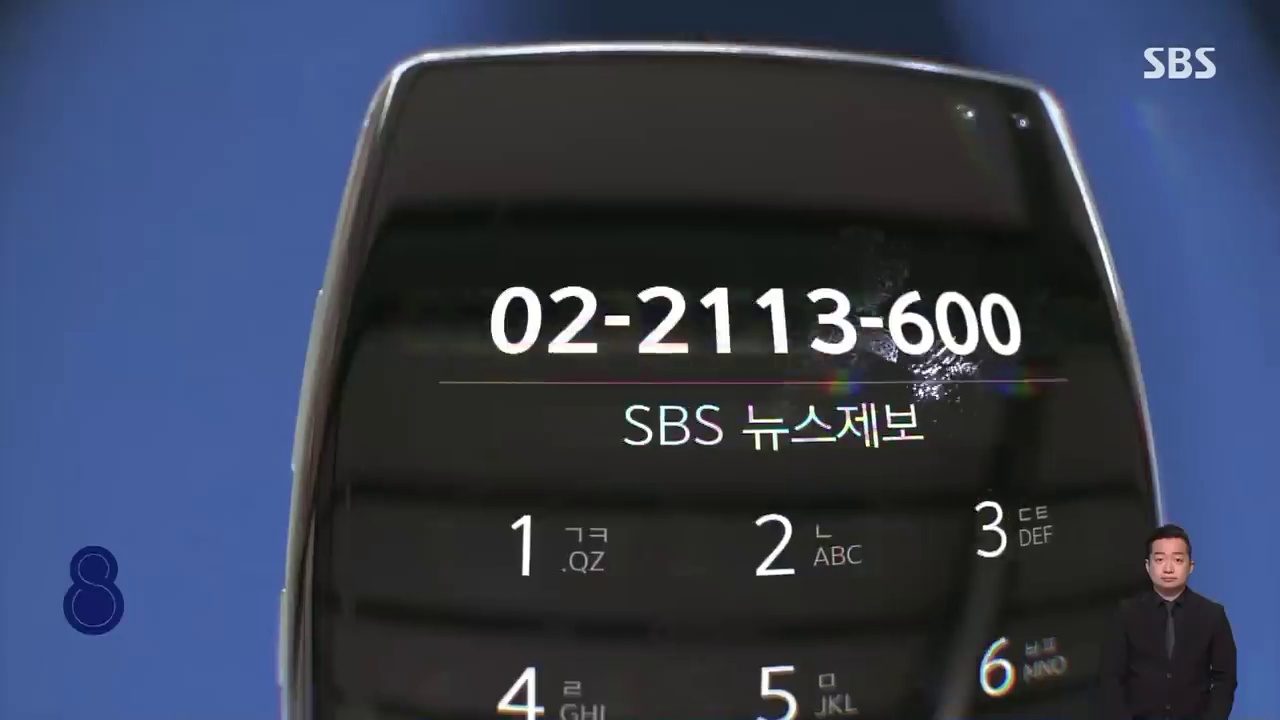 SBS
02-2113-600
SBS 뉴스제보
1 ㄱㅋ .QZ
2 ㄴ ABC
3 ㄷㅌ DEF
8
4 ㄹ GHI
5 ㅁ JKL
6 ㅂㅍ MNO